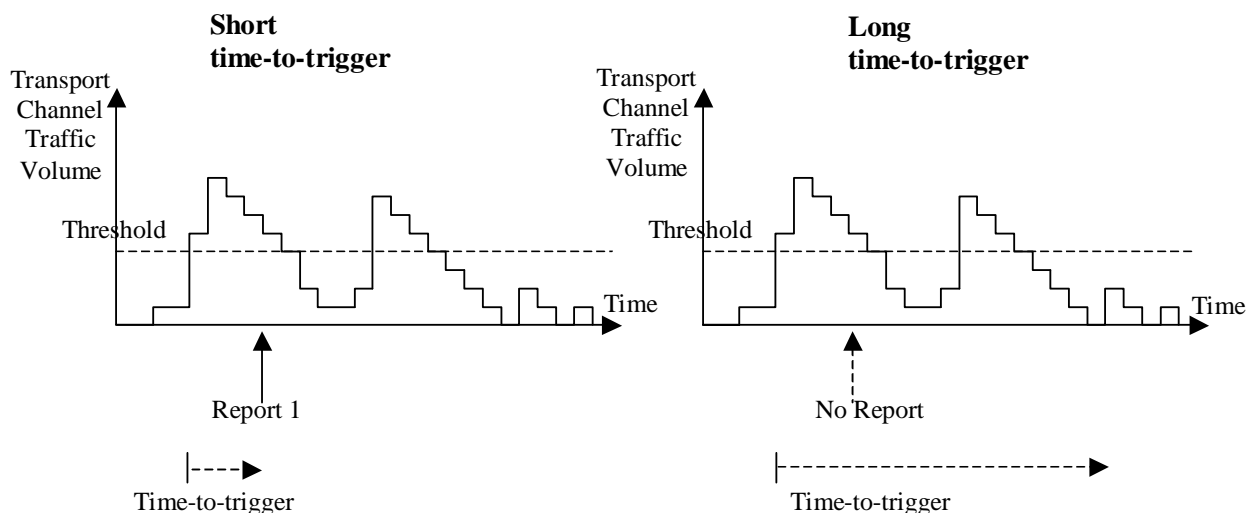 Short
time-to-trigger
Transport
Channel
Traffic
Volume
Threshold
Time
Report 1
Time-to-trigger
Long
time-to-trigger
Transport
Channel
Traffic
Volume
Threshold
Time
No Report
Time-to-trigger